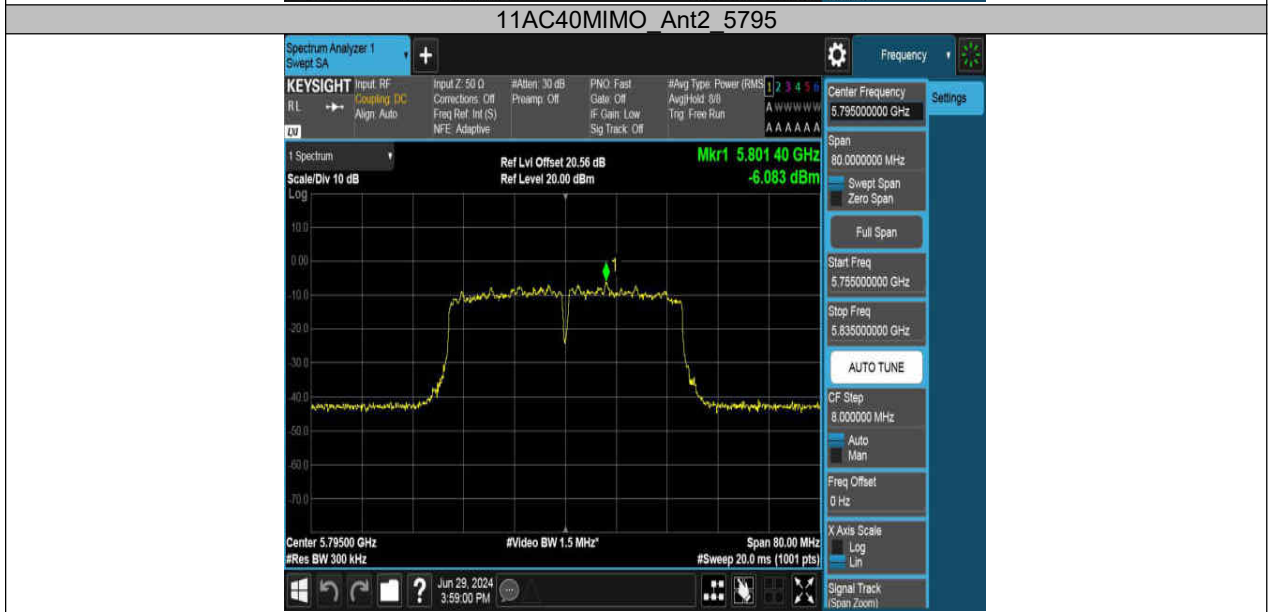 11AC40MIMO_Ant2_5795
Spectrum Analyzer 1
Swept SA
+
Frequency
KEYSIGHT
RL
Input: RF
Coupling: DC
Align: Auto
Input Z: 50 Ω
Corrections: Off
Freq Ref: Int (S)
NFE: Adaptive
#Atten: 30 dB
Preamp: Off
PNO: Fast
Gate: Off
IF Gain: Low
Sig Track: Off
#Avg Type: Power (RMS
Avg|Hold: 8/8
Trig: Free Run
1 2 3 4 5 6
A W W W W W
A A A A A A
Center Frequency
5.795000000 GHz
Settings
Span
80.0000000 MHz
Swept Span
Zero Span
Full Span
Start Freq
5.755000000 GHz
Stop Freq
5.835000000 GHz
AUTO TUNE
CF Step
8.000000 MHz
Auto
Man
Freq Offset
0 Hz
X Axis Scale
Log
Lin
Signal Track
(Span Zoom)
1 Spectrum
Scale/Div 10 dB
Log
Ref Lvl Offset 20.56 dB
Ref Level 20.00 dBm
Mkr1 5.801 40 GHz
-6.083 dBm
10.0
0.00
1
-10.0
-20.0
-30.0
-40.0
-50.0
-60.0
-70.0
Center 5.79500 GHz
#Video BW 1.5 MHz*
Span 80.00 MHz
#Res BW 300 kHz
#Sweep 20.0 ms (1001 pts)
?
Jun 29, 2024
3:59:00 PM